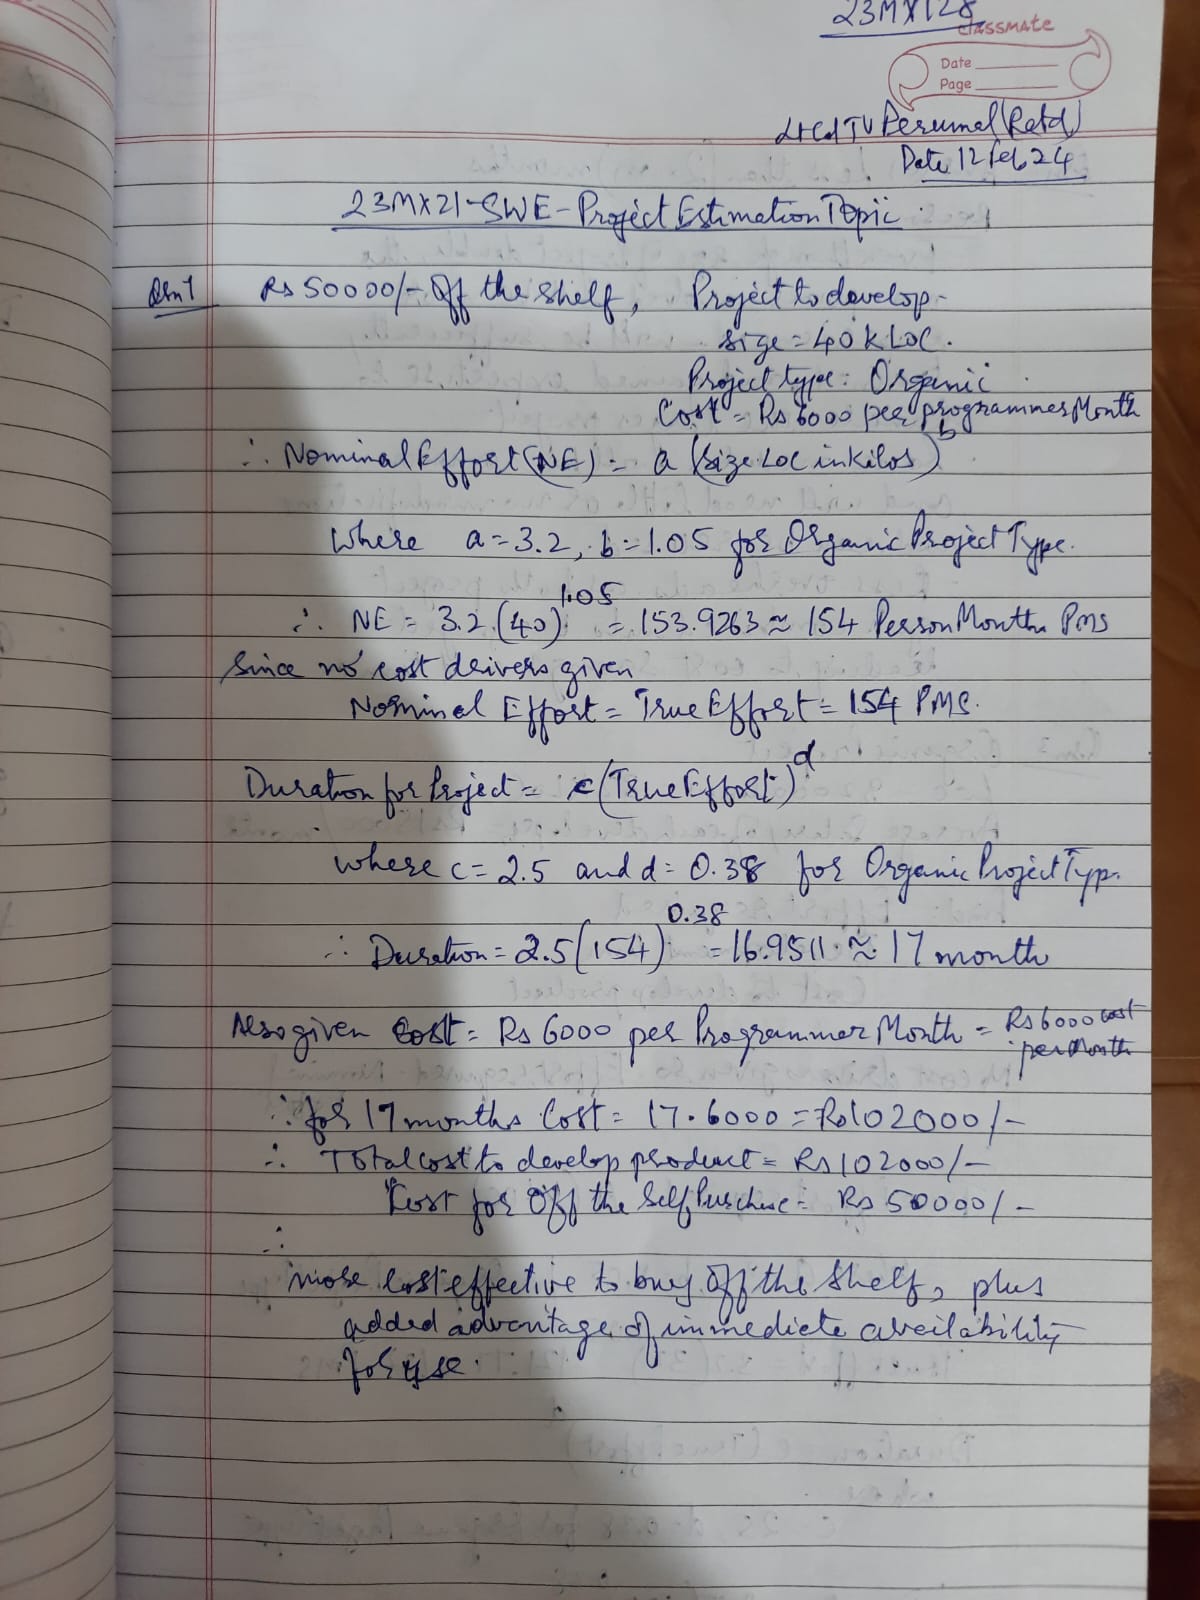 23MX128
classmate
Date
Page
Lt Col TV Perumal (Retd)
Date 12 Feb 24
23MX21-SWE-Project Estimation Topic
Qsn1 Rs 50000/- Off the shelf, Project to develop-
size = 40 KLOC.
Project type: Organic
Cost = Rs 6000 per programmer Month
∴ Nominal Effort (NE) = a (size LOC in kilos)^b
Where a = 3.2, b = 1.05 for Organic Project Type.
∴ NE = 3.2 (40)^1.05 = 153.9263 ≈ 154 Person Months PMs
Since no cost drivers given
Nominal Effort = True Effort = 154 PMS.
Duration for Project = c (True Effort)^d
where c = 2.5 and d = 0.38 for Organic Project Typ.
∴ Duration = 2.5 (154)^0.38 = 16.9511 ≈ 17 month
Also given Cost = Rs 6000 per Programmer Month = Rs 6000 cost
per Month
∴ for 17 months Cost = 17 . 6000 = Rs 102000/-
∴ Total cost to develop product = Rs 102000/-
Cost for Off the Self Purchase = Rs 50000/-
∴
more cost effective to buy Off the Shelf, plus
added advantage of immediate availability
for use.